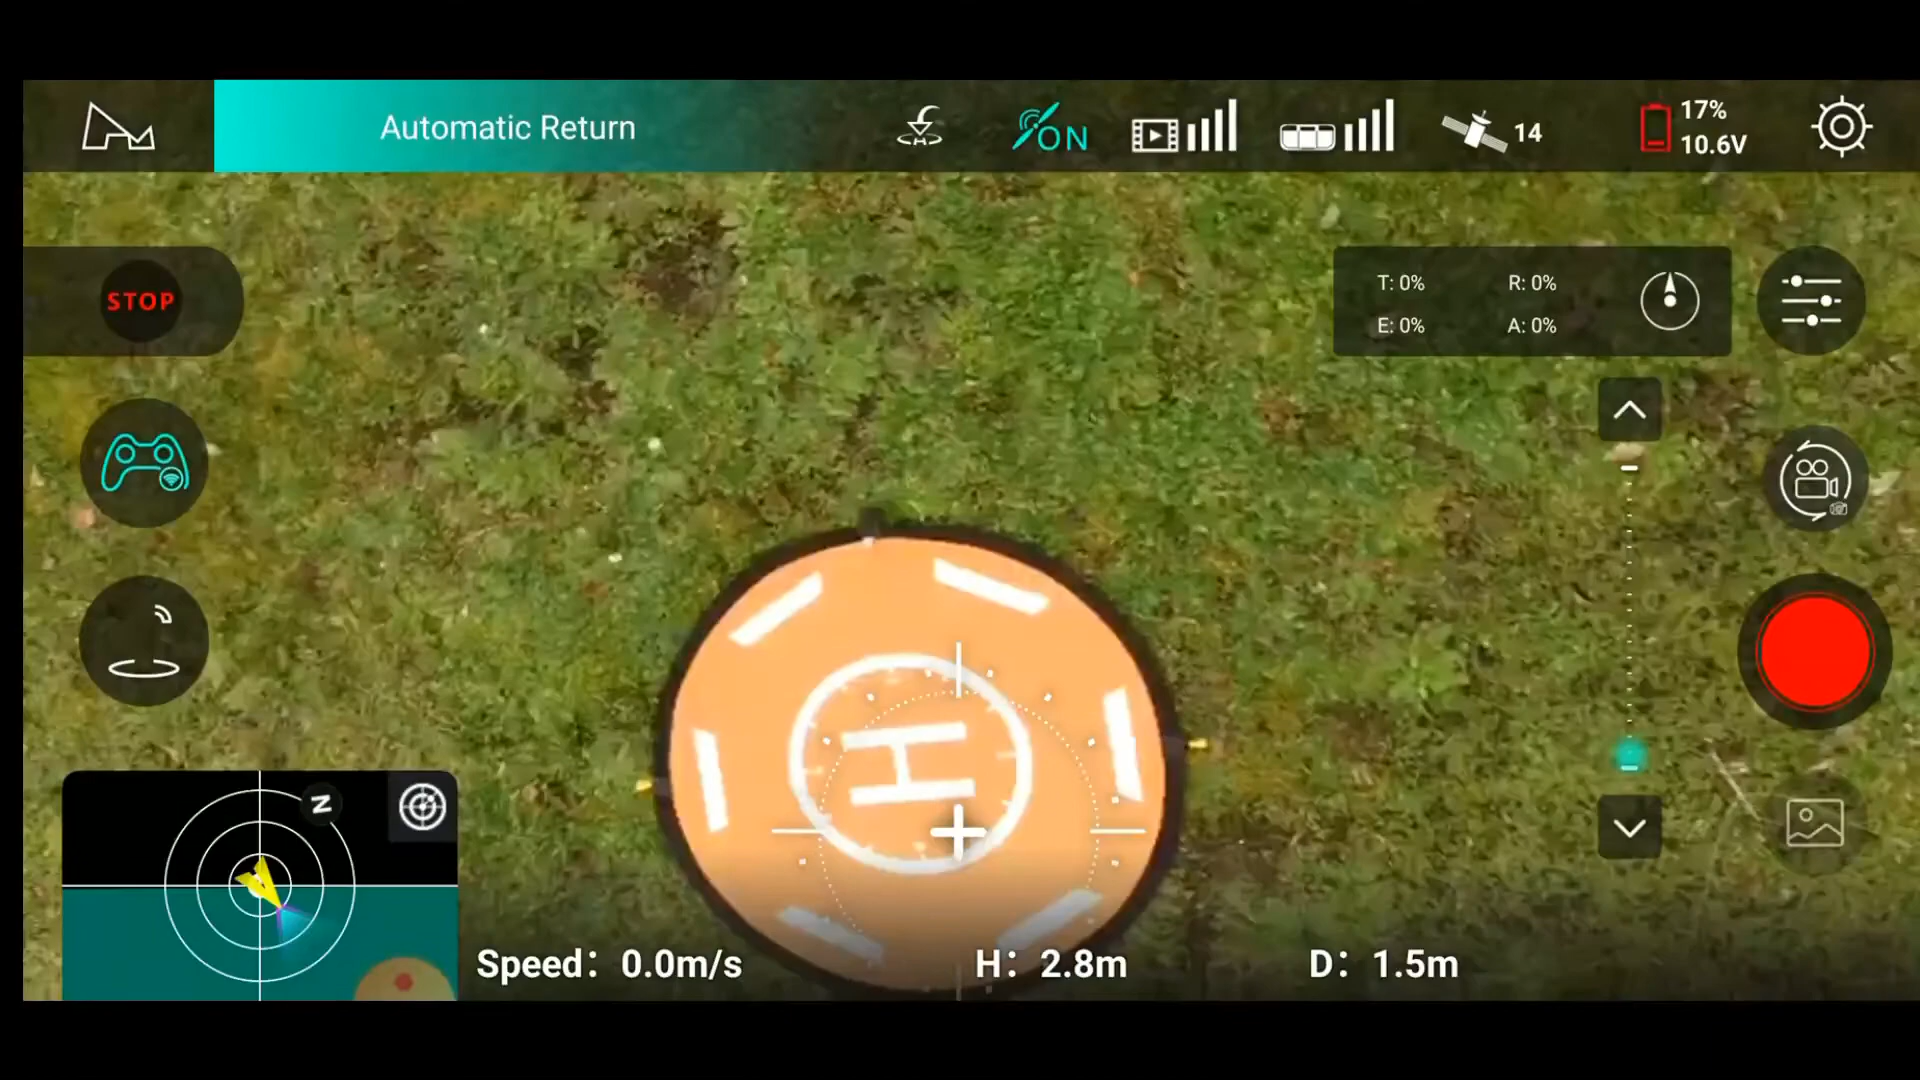 Automatic Return
ON
14
17%
10.6V
STOP
T: 0%
R: 0%
E: 0%
A: 0%
H
N
Speed: 0.0m/s
H: 2.8m
D: 1.5m